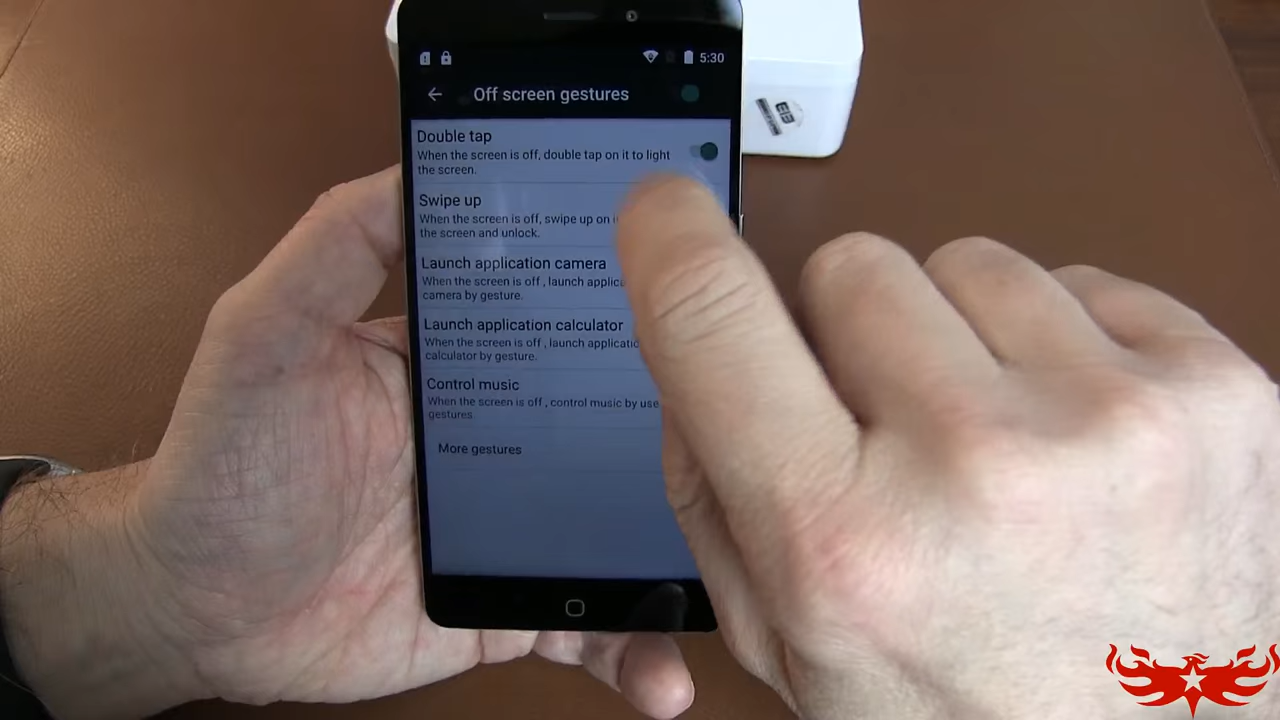 5:30
Off screen gestures
Double tap
When the screen is off, double tap on it to light
the screen.
Swipe up
When the screen is off, swipe up on
the screen and unlock.
Launch application camera
When the screen is off , launch
camera by gesture.
Launch application calculator
When the screen is off , launch
calculator by gesture.
Control music
When the screen is off , control music by use
gestures.
More gestures